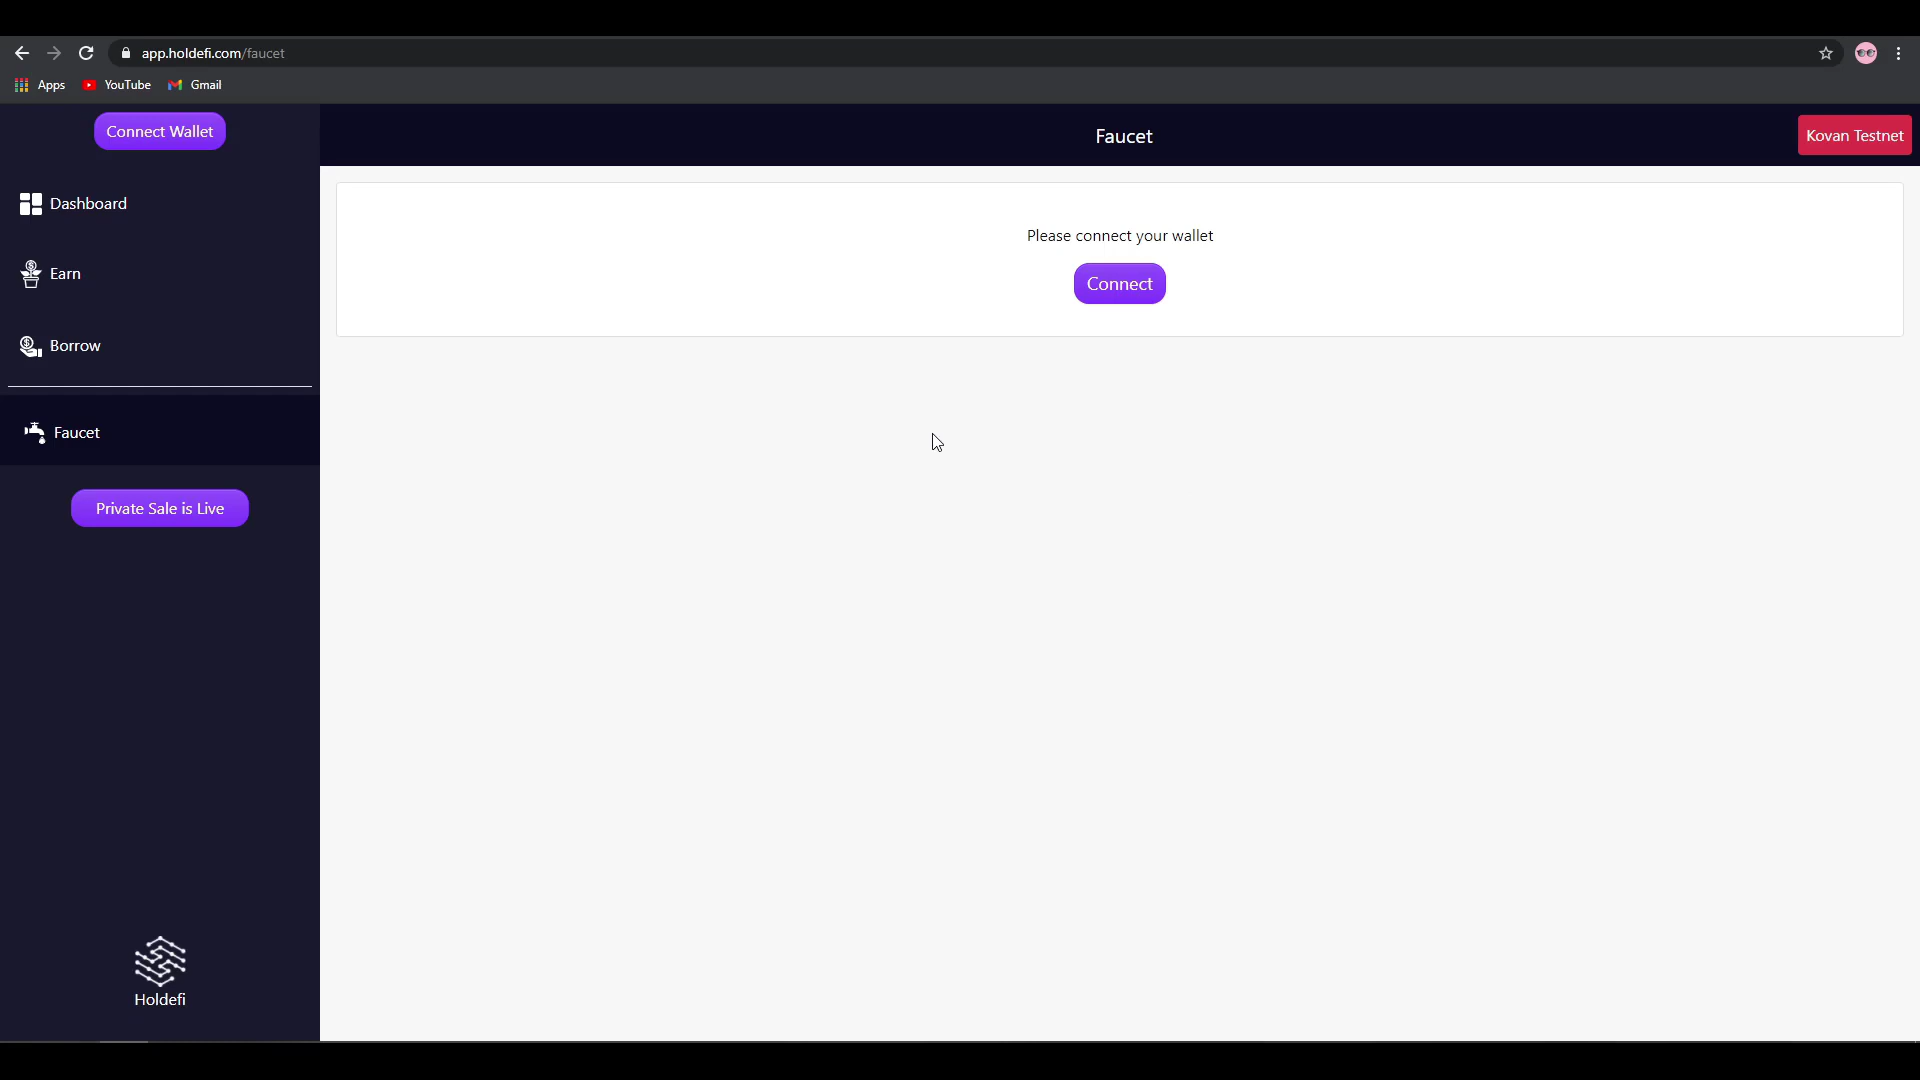 app.holdefi.com/faucet
Apps YouTube Gmail
Connect Wallet
Faucet
Kovan Testnet
Dashboard
Earn
Borrow
Faucet
Private Sale is Live
Please connect your wallet
Connect
Holdefi